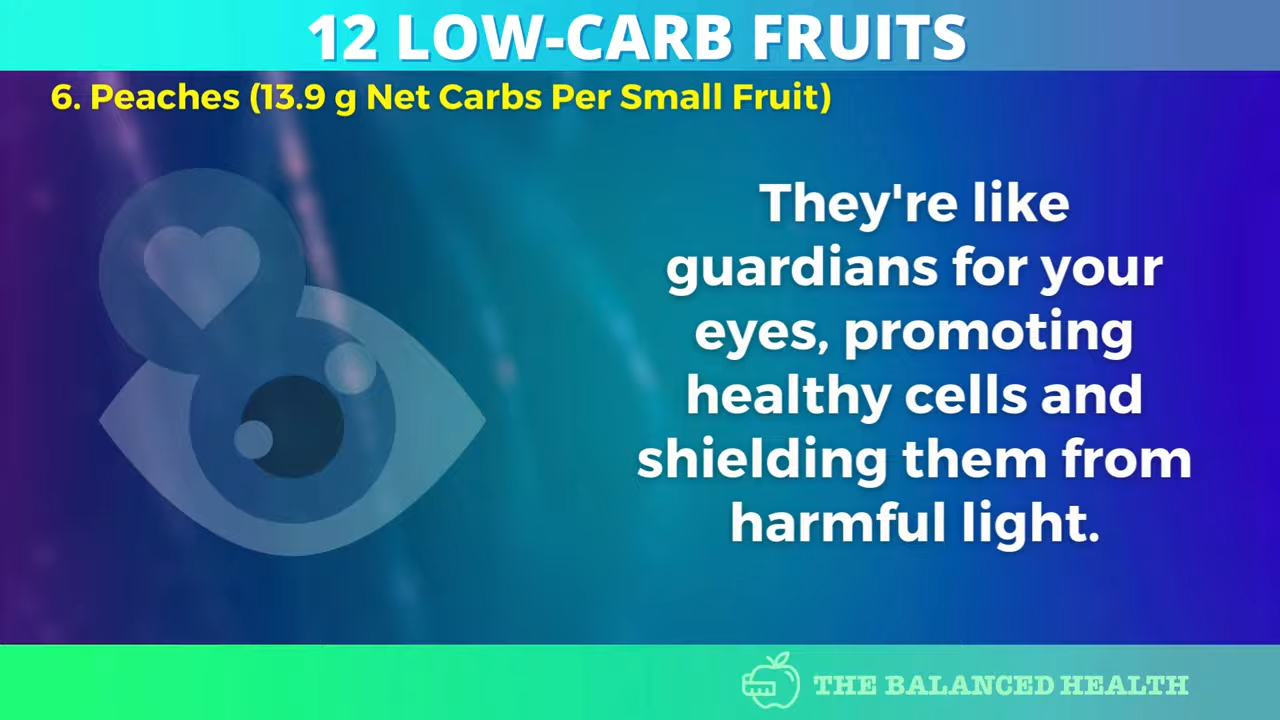 12 LOW-CARB FRUITS
6. Peaches (13.9 g Net Carbs Per Small Fruit)
They're like
guardians for your
eyes, promoting
healthy cells and
shielding them from
harmful light.
THE BALANCED HEALTH